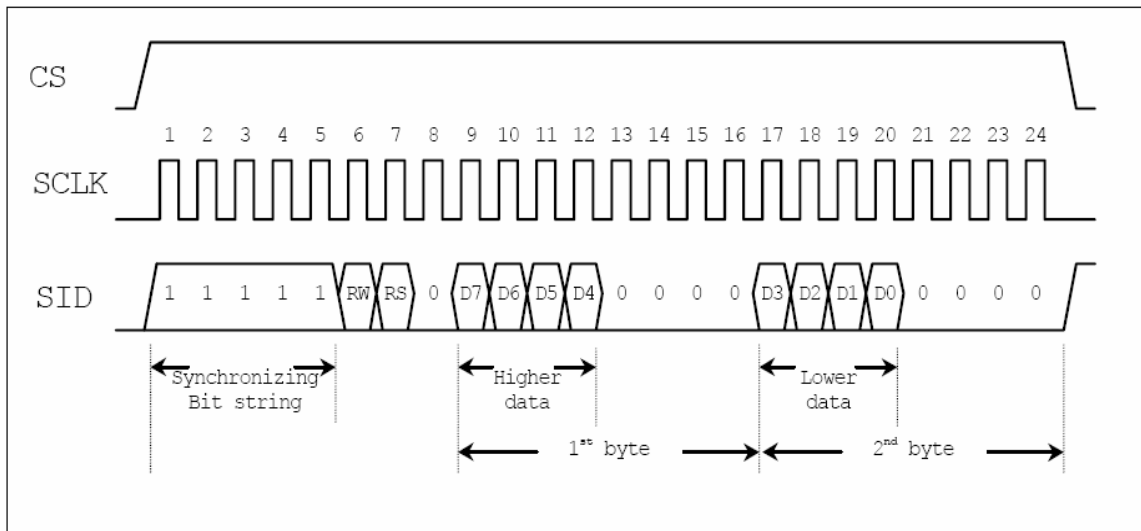 CS
1 2 3 4 5 6 7 8 9 10 11 12 13 14 15 16 17 18 19 20 21 22 23 24
SCLK
SID 1 1 1 1 1 RW RS 0 D7 D6 D5 D4 0 0 0 0 D3 D2 D1 D0 0 0 0 0
Synchronizing
Bit string
Higher
data
Lower
data
1st byte
2nd byte